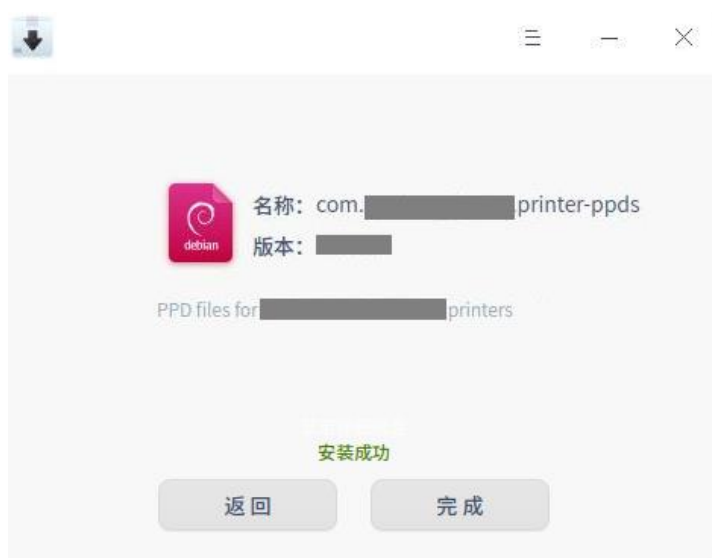 debian
名称：com. .printer-ppds
版本：
PPD files for printers
安装成功
返回
完成